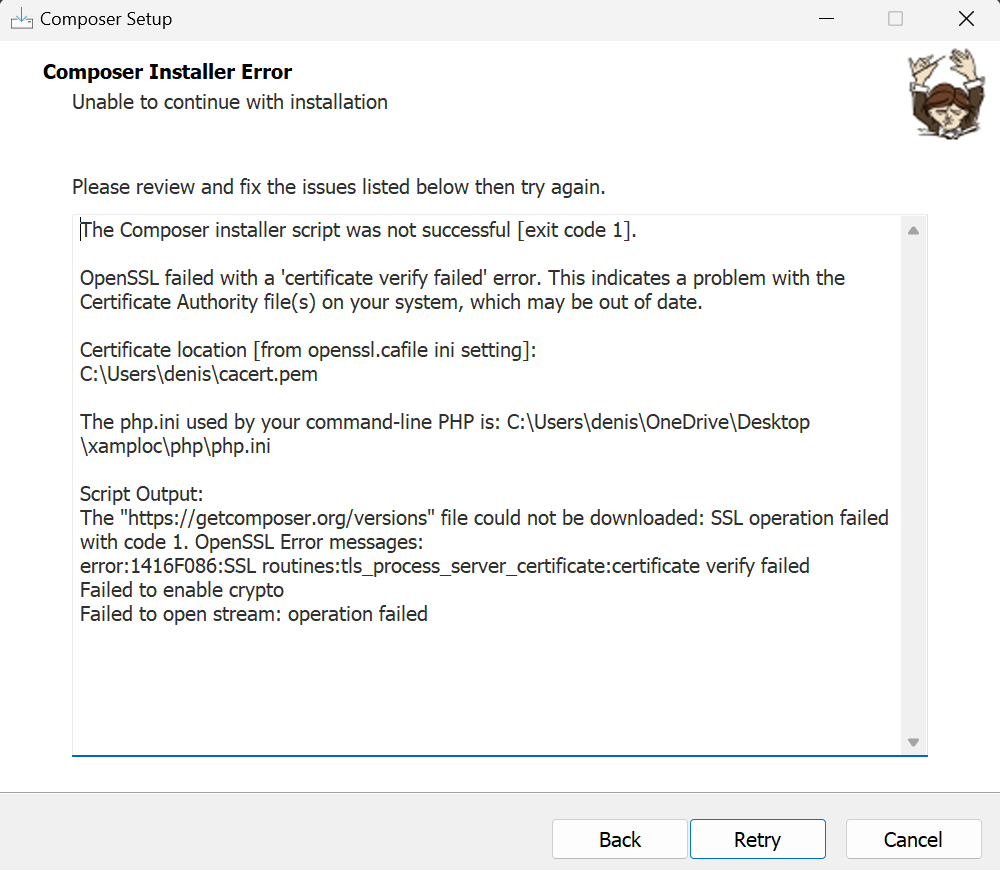 Composer Setup
Composer Installer Error
Unable to continue with installation
Please review and fix the issues listed below then try again.
The Composer installer script was not successful [exit code 1].
OpenSSL failed with a 'certificate verify failed' error. This indicates a problem with the
Certificate Authority file(s) on your system, which may be out of date.
Certificate location [from openssl.cafile ini setting]:
C:\Users\denis\cacert.pem
The php.ini used by your command-line PHP is: C:\Users\denis\OneDrive\Desktop
\xamploc\php\php.ini
Script Output:
The "https://getcomposer.org/versions" file could not be downloaded: SSL operation failed
with code 1. OpenSSL Error messages:
error:1416F086:SSL routines:tls_process_server_certificate:certificate verify failed
Failed to enable crypto
Failed to open stream: operation failed
Back
Retry
Cancel